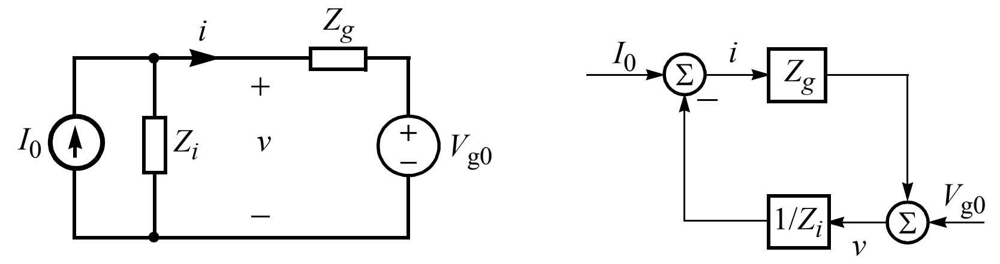 i
Z_g
+
I_0
Z_i
v
+
−
V_g0
−
I_0
Σ
i
Z_g
−
1/Z_i
v
Σ
V_g0